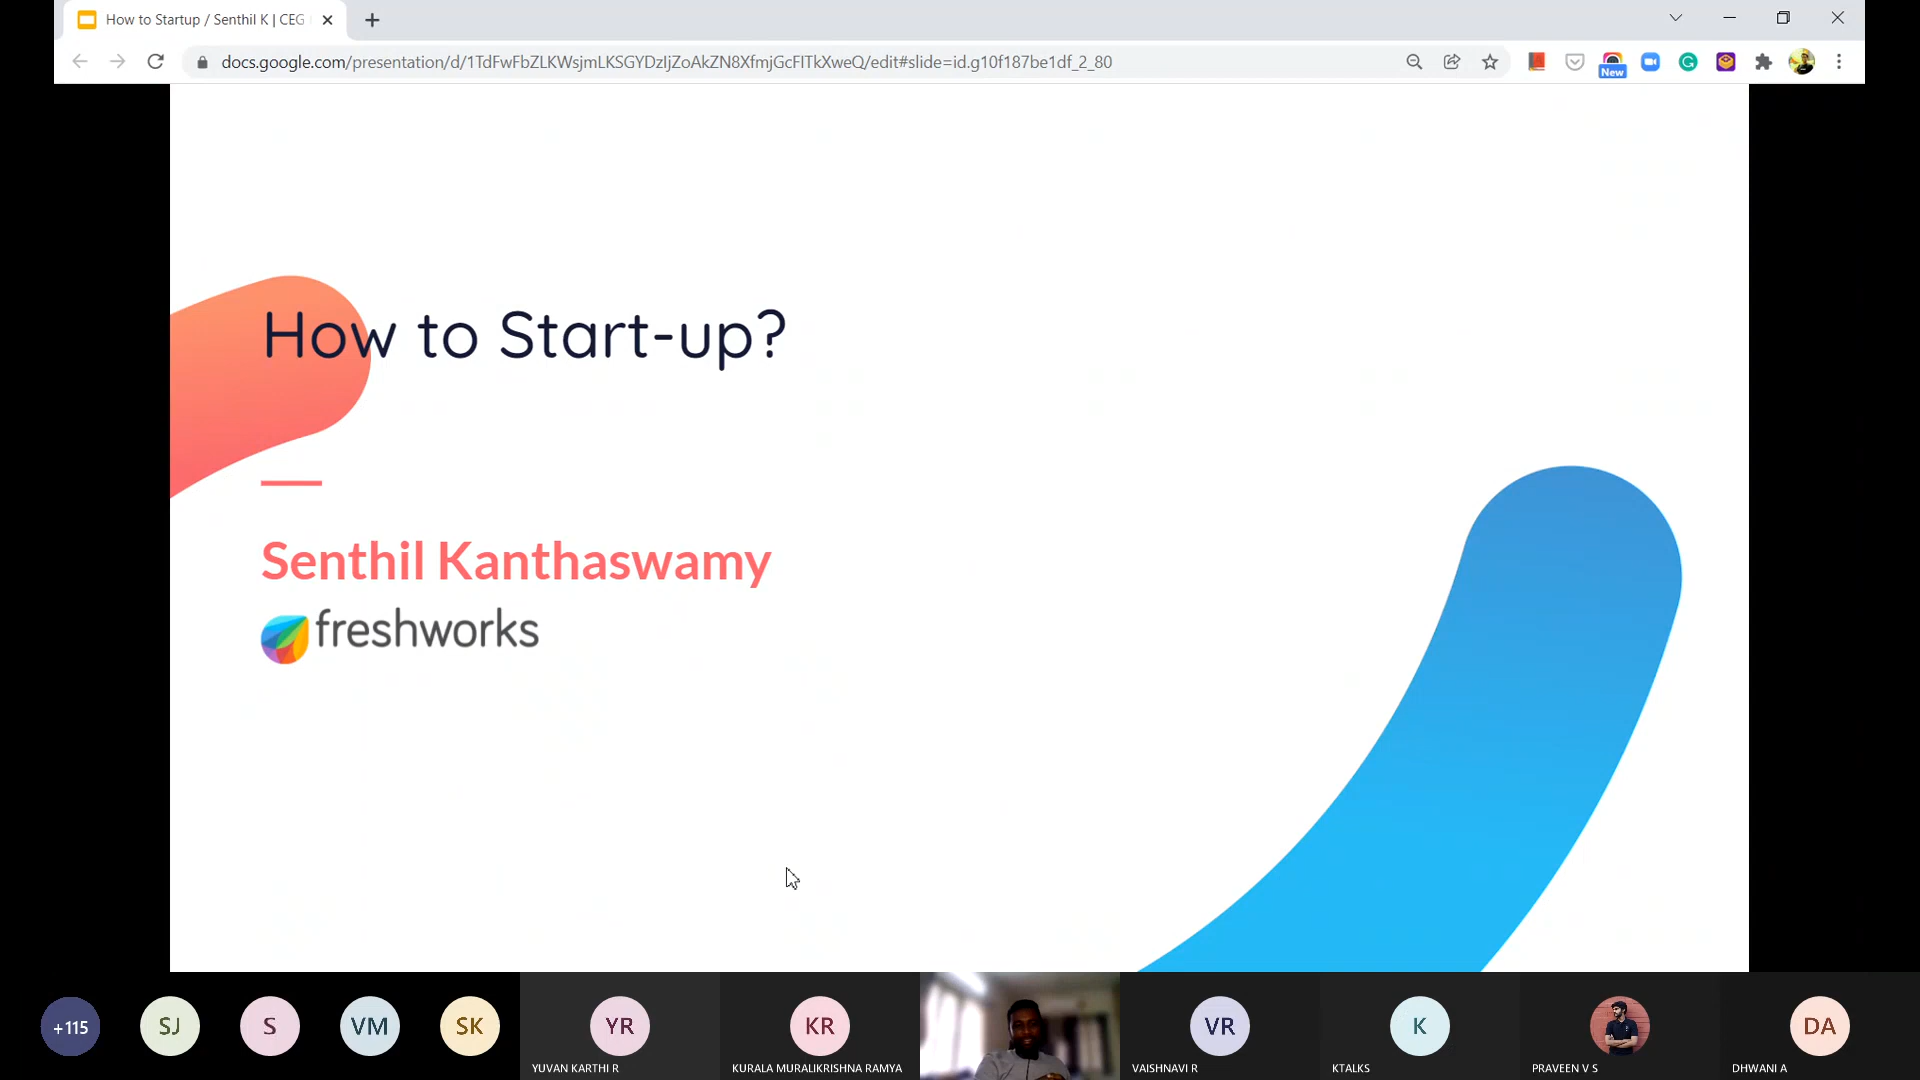 How to Startup / Senthil K | CEG
docs.google.com/presentation/d/1TdFwFbZLKWsjmLKSGYDzIjZoAkZN8XfmjGcFITkXweQ/edit#slide=id.g10f187be1df_2_80
New
How to Start-up?
Senthil Kanthaswamy
freshworks
+115
SJ
S
VM
SK
YR
KR
VR
K
DA
YUVAN KARTHI R
KURALA MURALIKRISHNA RAMYA
VAISHNAVI R
KTALKS
PRAVEEN V S
DHWANI A